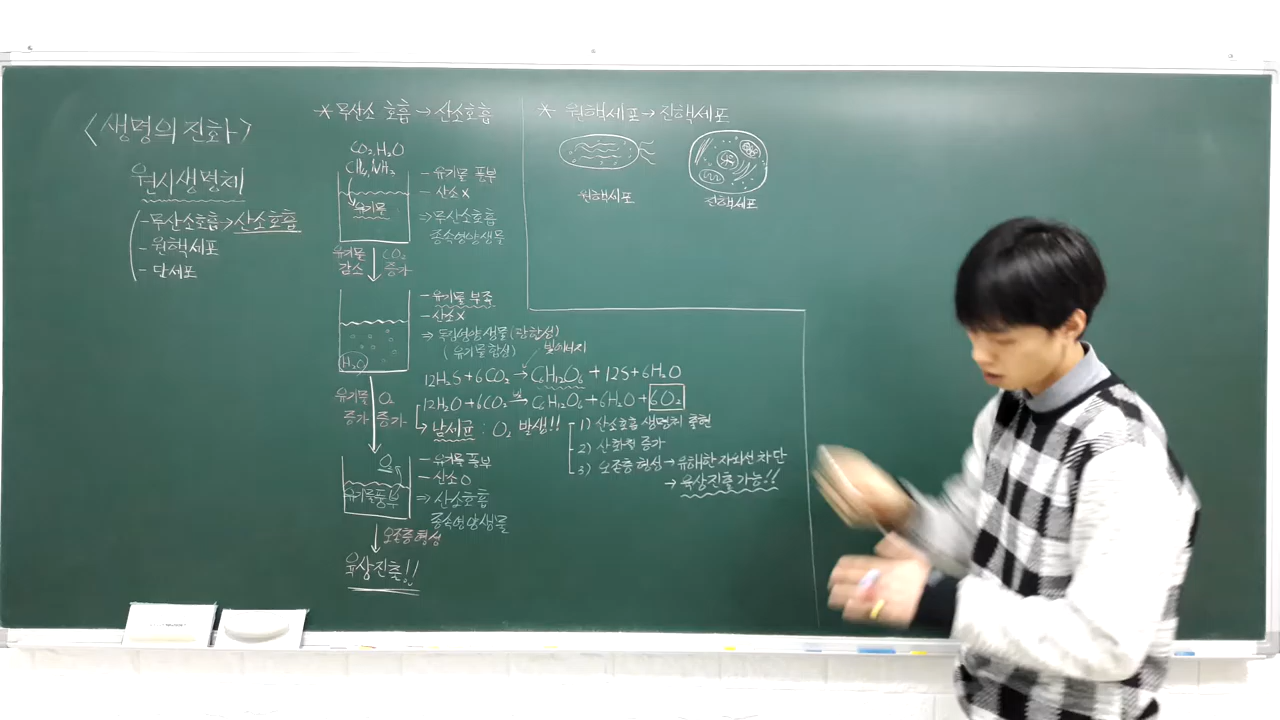 <생명의 진화>
원시생명체
- 무산소호흡→산소호흡
- 원핵세포
- 단세포
* 무산소 호흡 → 산소호흡
CO₂, H₂O
CH₄, NH₃
유기물
- 유기물 풍부
- 산소 X
⇒ 무산소호흡
종속영양생물
유기물 감소
CO₂ 증가
H₂O
- 유기물 부족
- 산소 X
⇒ 독립영양생물(광합성)
(유기물합성)
빛에너지
12H₂S + 6CO₂ → C₆H₁₂O₆ + 12S + 6H₂O
12H₂O + 6CO₂ 빛→ C₆H₁₂O₆ + 6H₂O + 6O₂
↳ 남세균 : O₂ 발생!!
1) 산소호흡 생명체 출현
2) 산화철 증가
3) 오존층 형성 → 유해한 자외선 차단
→ 육상진출 가능!!
유기물 증가
O₂ 증가
O₂
유기물풍부
- 유기물 풍부
- 산소 O
⇒ 산소호흡
종속영양생물
오존층형성
육상진출!!
* 원핵세포 → 진핵세포
원핵세포
진핵세포